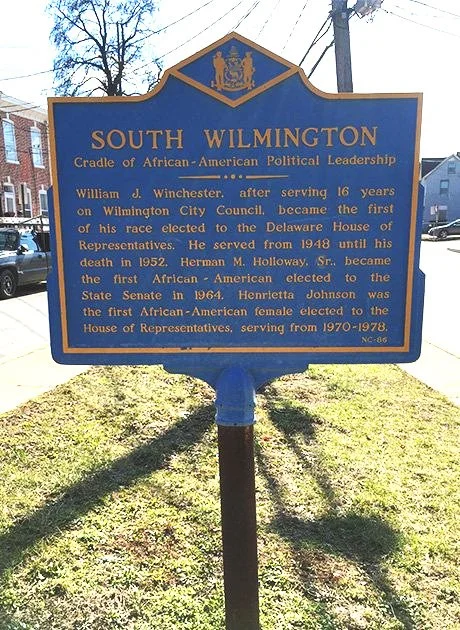 SOUTH WILMINGTON
Cradle of African-American Political Leadership
William J. Winchester, after serving 16 years
on Wilmington City Council, became the first
of his race elected to the Delaware House of
Representatives. He served from 1948 until his
death in 1952. Herman M. Holloway, Sr., became
the first African-American elected to the
State Senate in 1964. Henrietta Johnson was
the first African-American female elected to the
House of Representatives, serving from 1970-1978.
NC-86